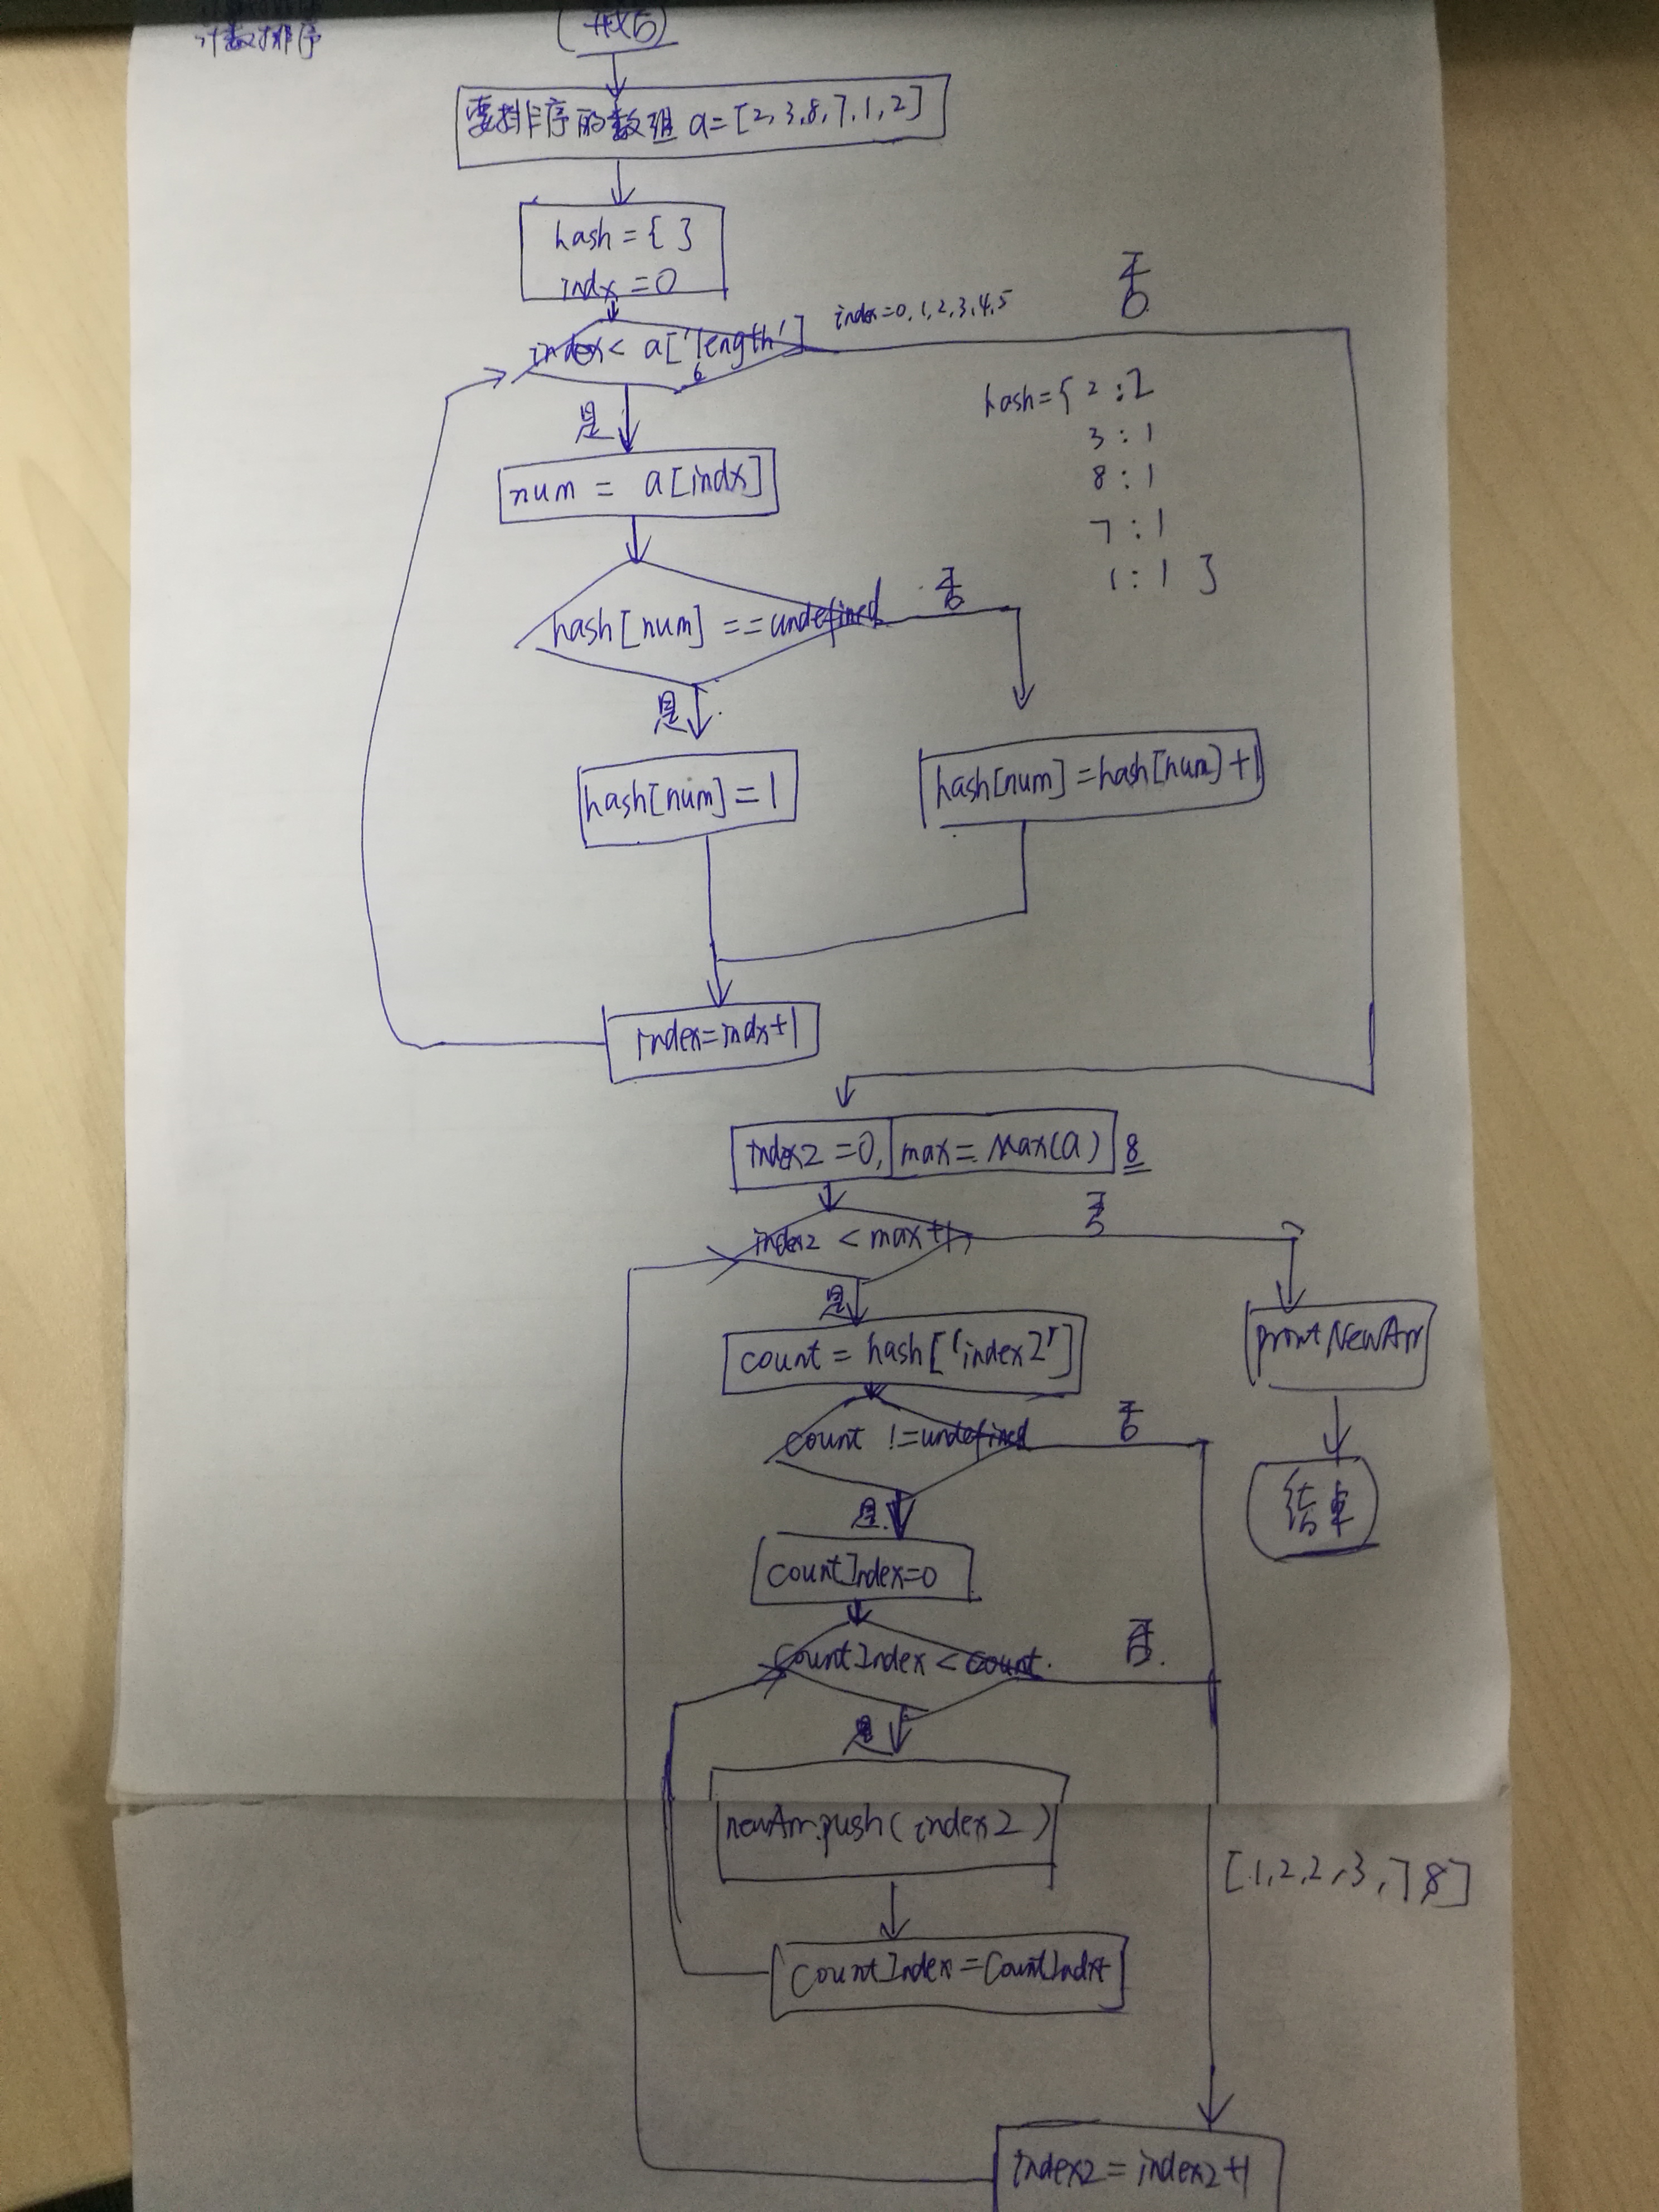 计数排序
开始
要排序的数组 a=[2,3,8,7,1,2]
hash={ }
indx=0
index< a['length']
6
index=0,1,2,3,4,5
否
hash={ 2:2
3:1
8:1
7:1
1:1 }
是
num = a[indx]
hash[num]==undefined
否
是
hash[num]=1
hash[num]=hash[num]+1
index=indx+1
index2=0, max=Max(a) 8
index2 < max+1
否
是
count = hash['index2']
print NewArr
count !=undefined
否
结束
是
countIndex=0
countIndex < count
否
是
newArr.push(index2)
[1,2,2,3,7,8]
countIndex=CountIndx+
index2=index2+1